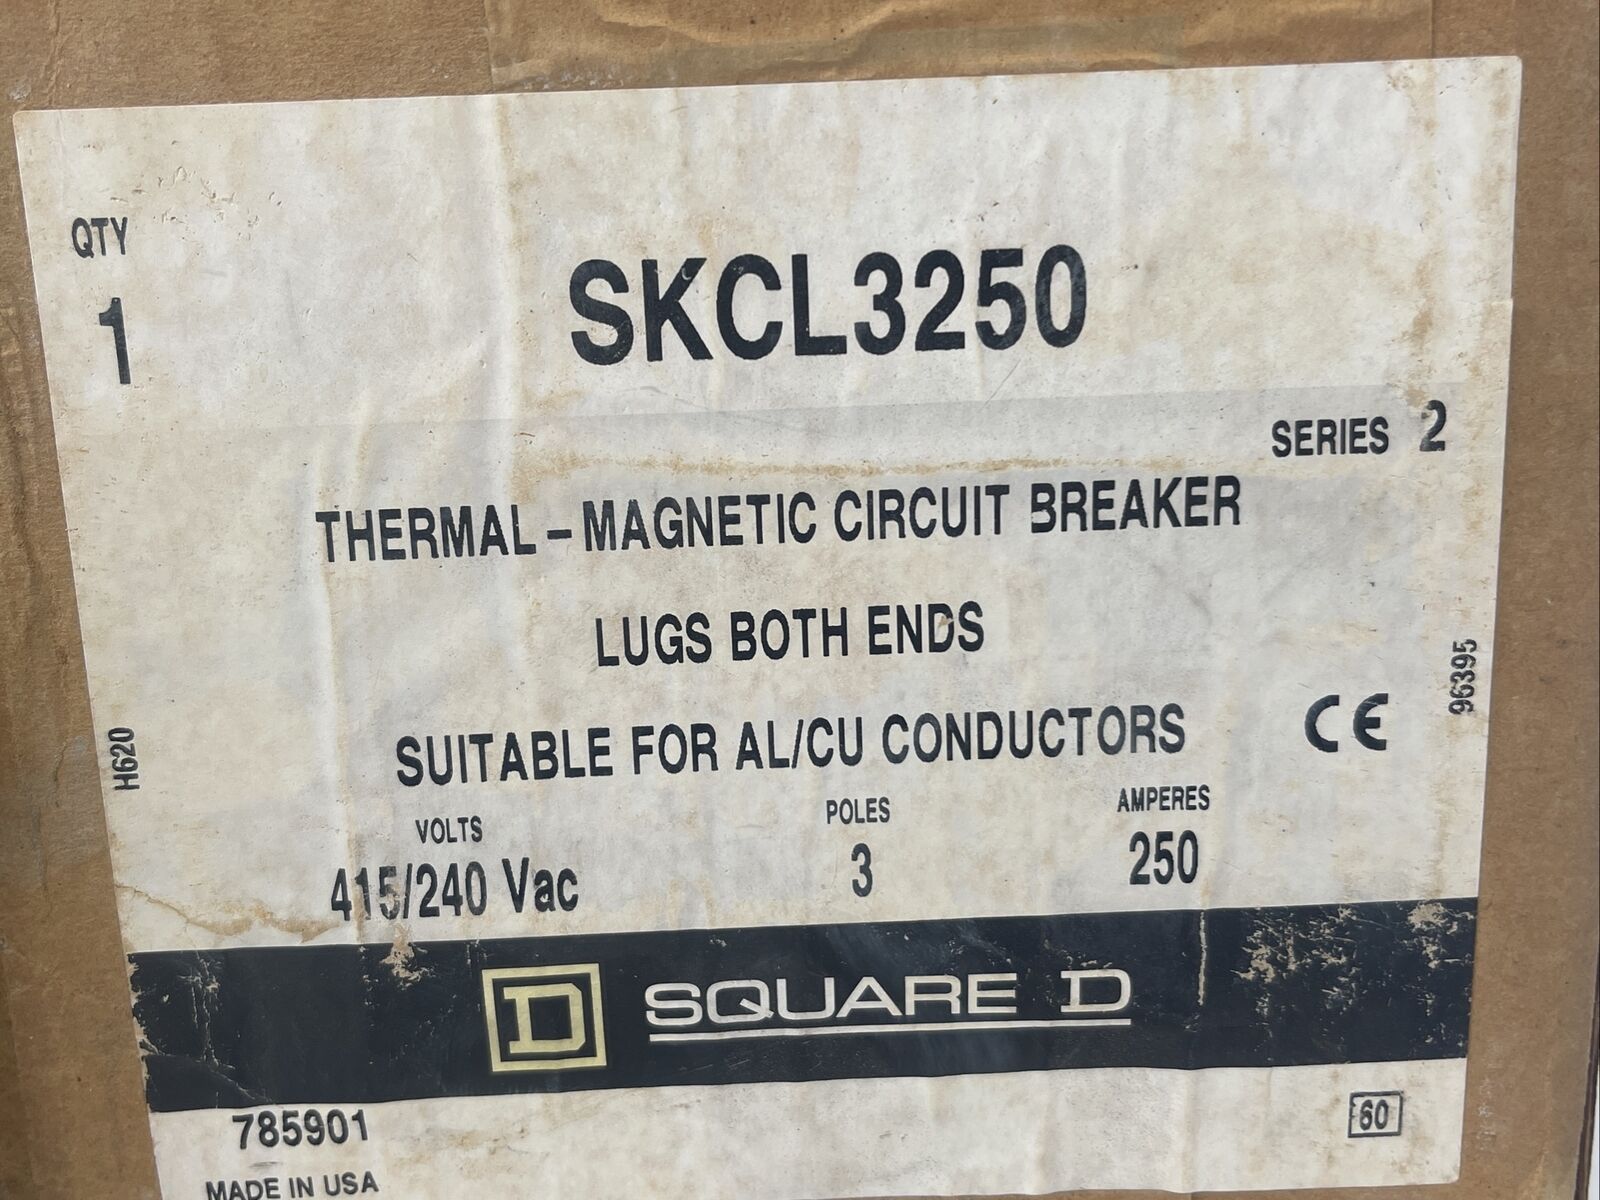 QTY
1
SKCL3250
SERIES 2
THERMAL - MAGNETIC CIRCUIT BREAKER
LUGS BOTH ENDS
SUITABLE FOR AL/CU CONDUCTORS
CE
96395
H620
VOLTS POLES AMPERES
415/240 Vac 3 250
D SQUARE D
785901
60
MADE IN USA